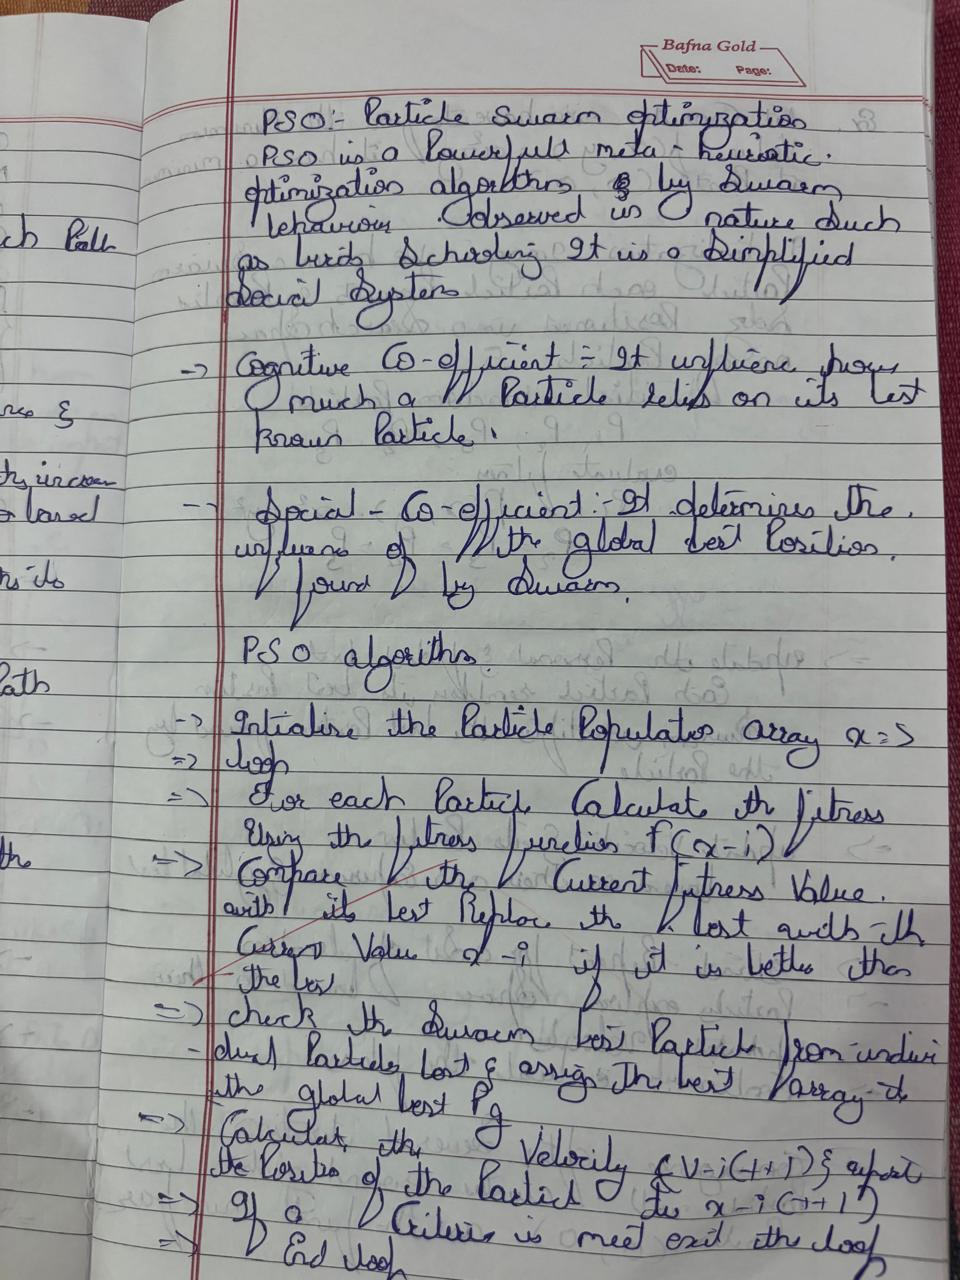 Bafna Gold
Date: Page:
PSO:- Particle Swarm optimization
PSO is a Powerfull meta-heuristic.
optimization algorithm by Swarm
behaviour observed in nature such
as birds Schooling It is a Simplified
Social System
ch Path
-> Cognitive Co-efficient :- It influence how
much a Particle relies on its best
known Particle.
-- Social - Co-efficient :- It determines the.
influence of the global best Position.
found by Swarm.
PSO algorithm.
Path
-> Intialise the Particle Population array x=>
=> loop
=> For each Particle Calculate the fitness
Using the fitness function f(x-i)
the
=> Compare the Current fitness Value.
with its best Replace the best with the
Current Value x-i if it is better than
the best
=> check the Swarm best Particle from indivi
-dual Particles best & assign the best array to
the global best Pg
=> Calculate the Velocity {V-i(t+1)}
the Position of the Particle to x-i(t+1)
=> If a Criteria is meet exit the loop
=> End loop